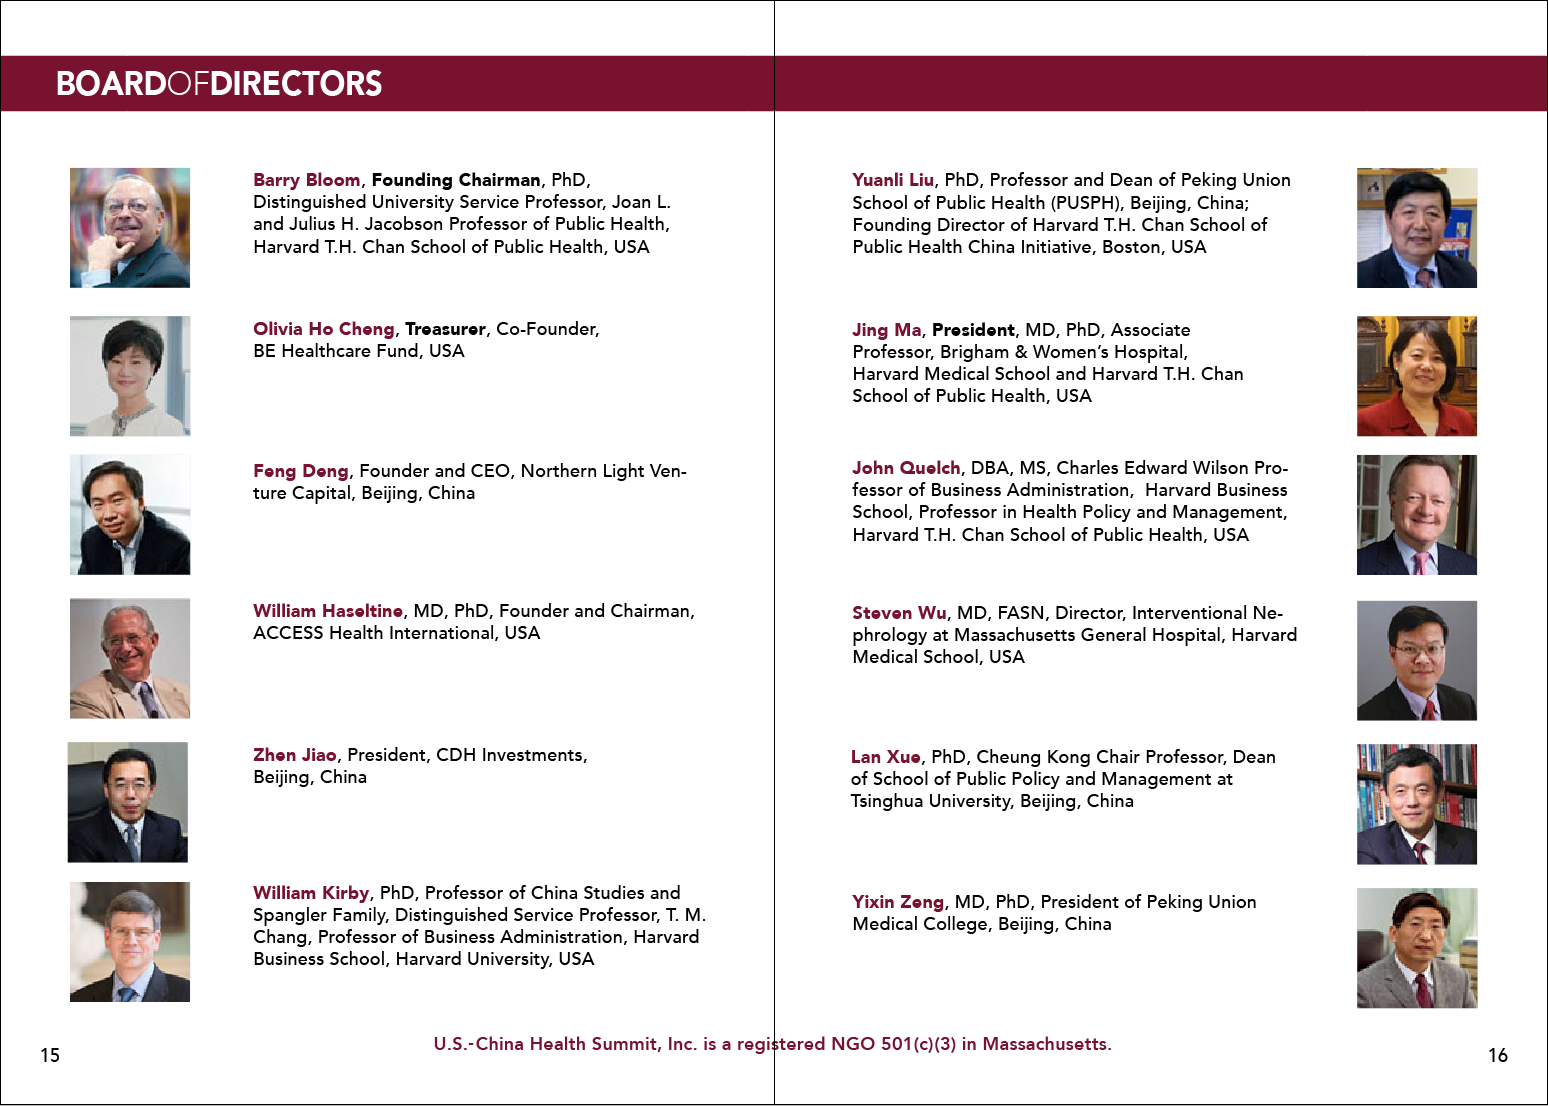 BOARDOFDIRECTORS
Barry Bloom, Founding Chairman, PhD,
Distinguished University Service Professor, Joan L.
and Julius H. Jacobson Professor of Public Health,
Harvard T.H. Chan School of Public Health, USA
Olivia Ho Cheng, Treasurer, Co-Founder,
BE Healthcare Fund, USA
Feng Deng, Founder and CEO, Northern Light Ven-
ture Capital, Beijing, China
William Haseltine, MD, PhD, Founder and Chairman,
ACCESS Health International, USA
Zhen Jiao, President, CDH Investments,
Beijing, China
William Kirby, PhD, Professor of China Studies and
Spangler Family, Distinguished Service Professor, T. M.
Chang, Professor of Business Administration, Harvard
Business School, Harvard University, USA
Yuanli Liu, PhD, Professor and Dean of Peking Union
School of Public Health (PUSPH), Beijing, China;
Founding Director of Harvard T.H. Chan School of
Public Health China Initiative, Boston, USA
Jing Ma, President, MD, PhD, Associate
Professor, Brigham & Women’s Hospital,
Harvard Medical School and Harvard T.H. Chan
School of Public Health, USA
John Quelch, DBA, MS, Charles Edward Wilson Pro-
fessor of Business Administration,  Harvard Business
School, Professor in Health Policy and Management,
Harvard T.H. Chan School of Public Health, USA
Steven Wu, MD, FASN, Director, Interventional Ne-
phrology at Massachusetts General Hospital, Harvard
Medical School, USA
Lan Xue, PhD, Cheung Kong Chair Professor, Dean
of School of Public Policy and Management at
Tsinghua University, Beijing, China
Yixin Zeng, MD, PhD, President of Peking Union
Medical College, Beijing, China
U.S.-China Health Summit, Inc. is a registered NGO 501(c)(3) in Massachusetts.
15
16